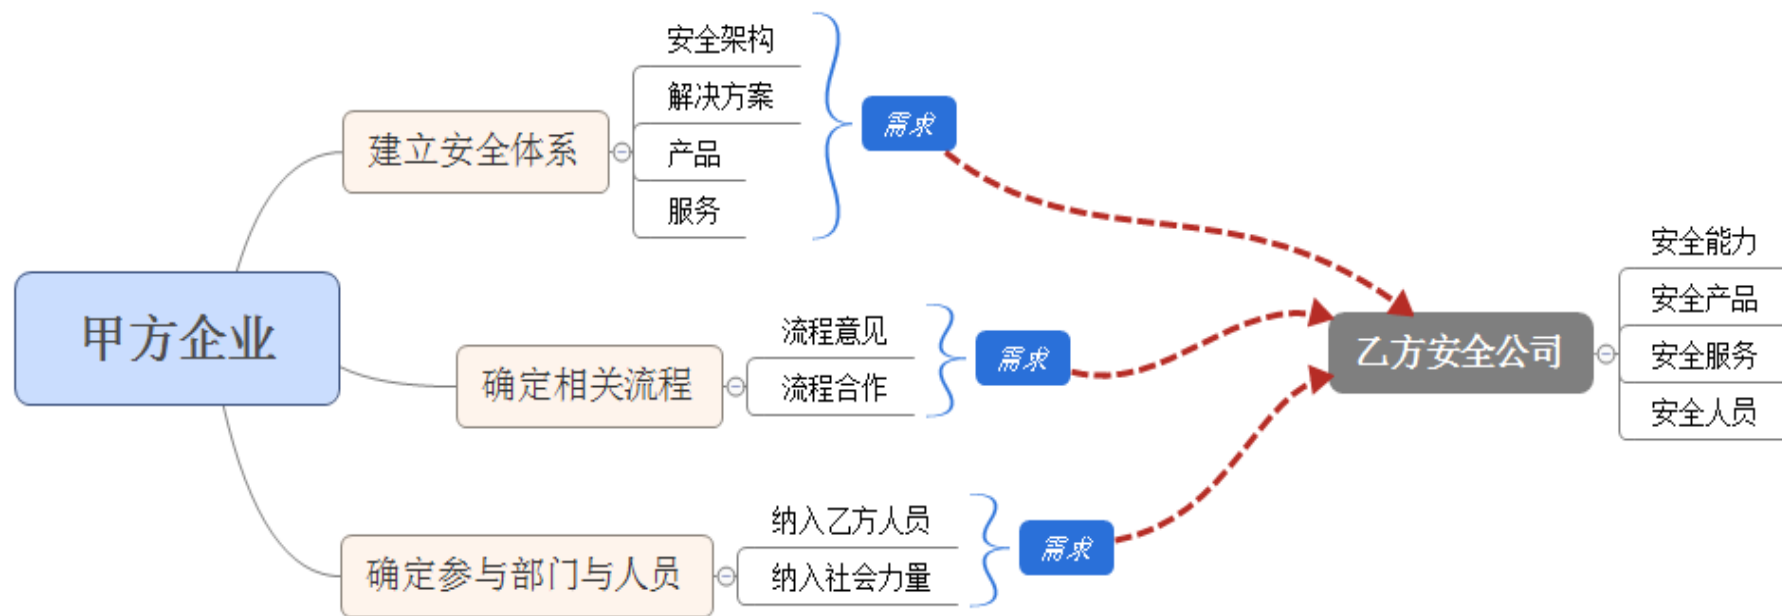 甲方企业
建立安全体系
安全架构
解决方案
产品
服务
需求
确定相关流程
流程意见
流程合作
需求
确定参与部门与人员
纳入乙方人员
纳入社会力量
需求
乙方安全公司
安全能力
安全产品
安全服务
安全人员